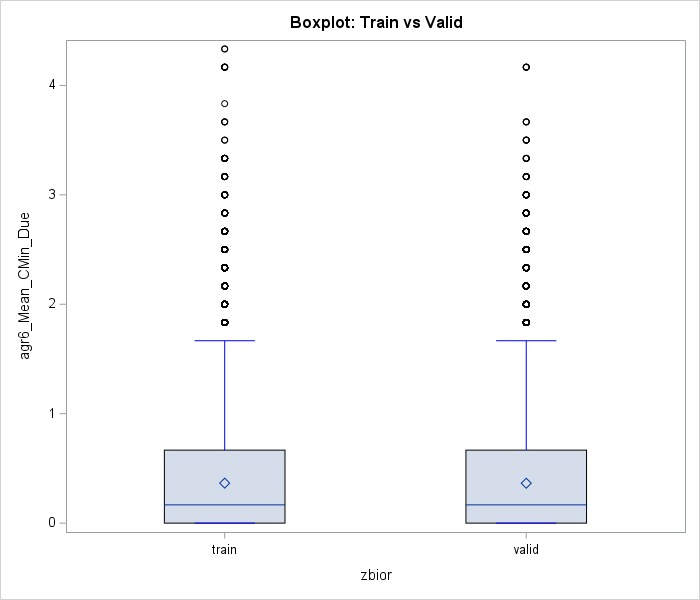 Boxplot: Train vs Valid
agr6_Mean_CMin_Due
4
3
2
1
0
train
valid
zbior